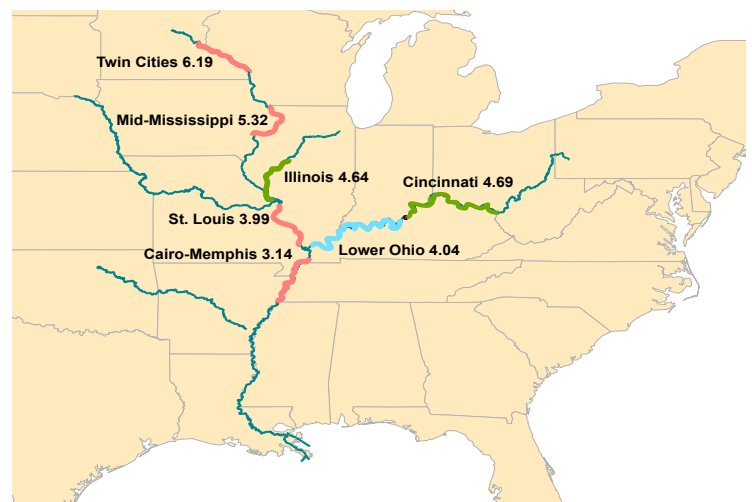 Twin Cities 6.19
Mid-Mississippi 5.32
Illinois 4.64
Cincinnati 4.69
St. Louis 3.99
Cairo-Memphis 3.14
Lower Ohio 4.04